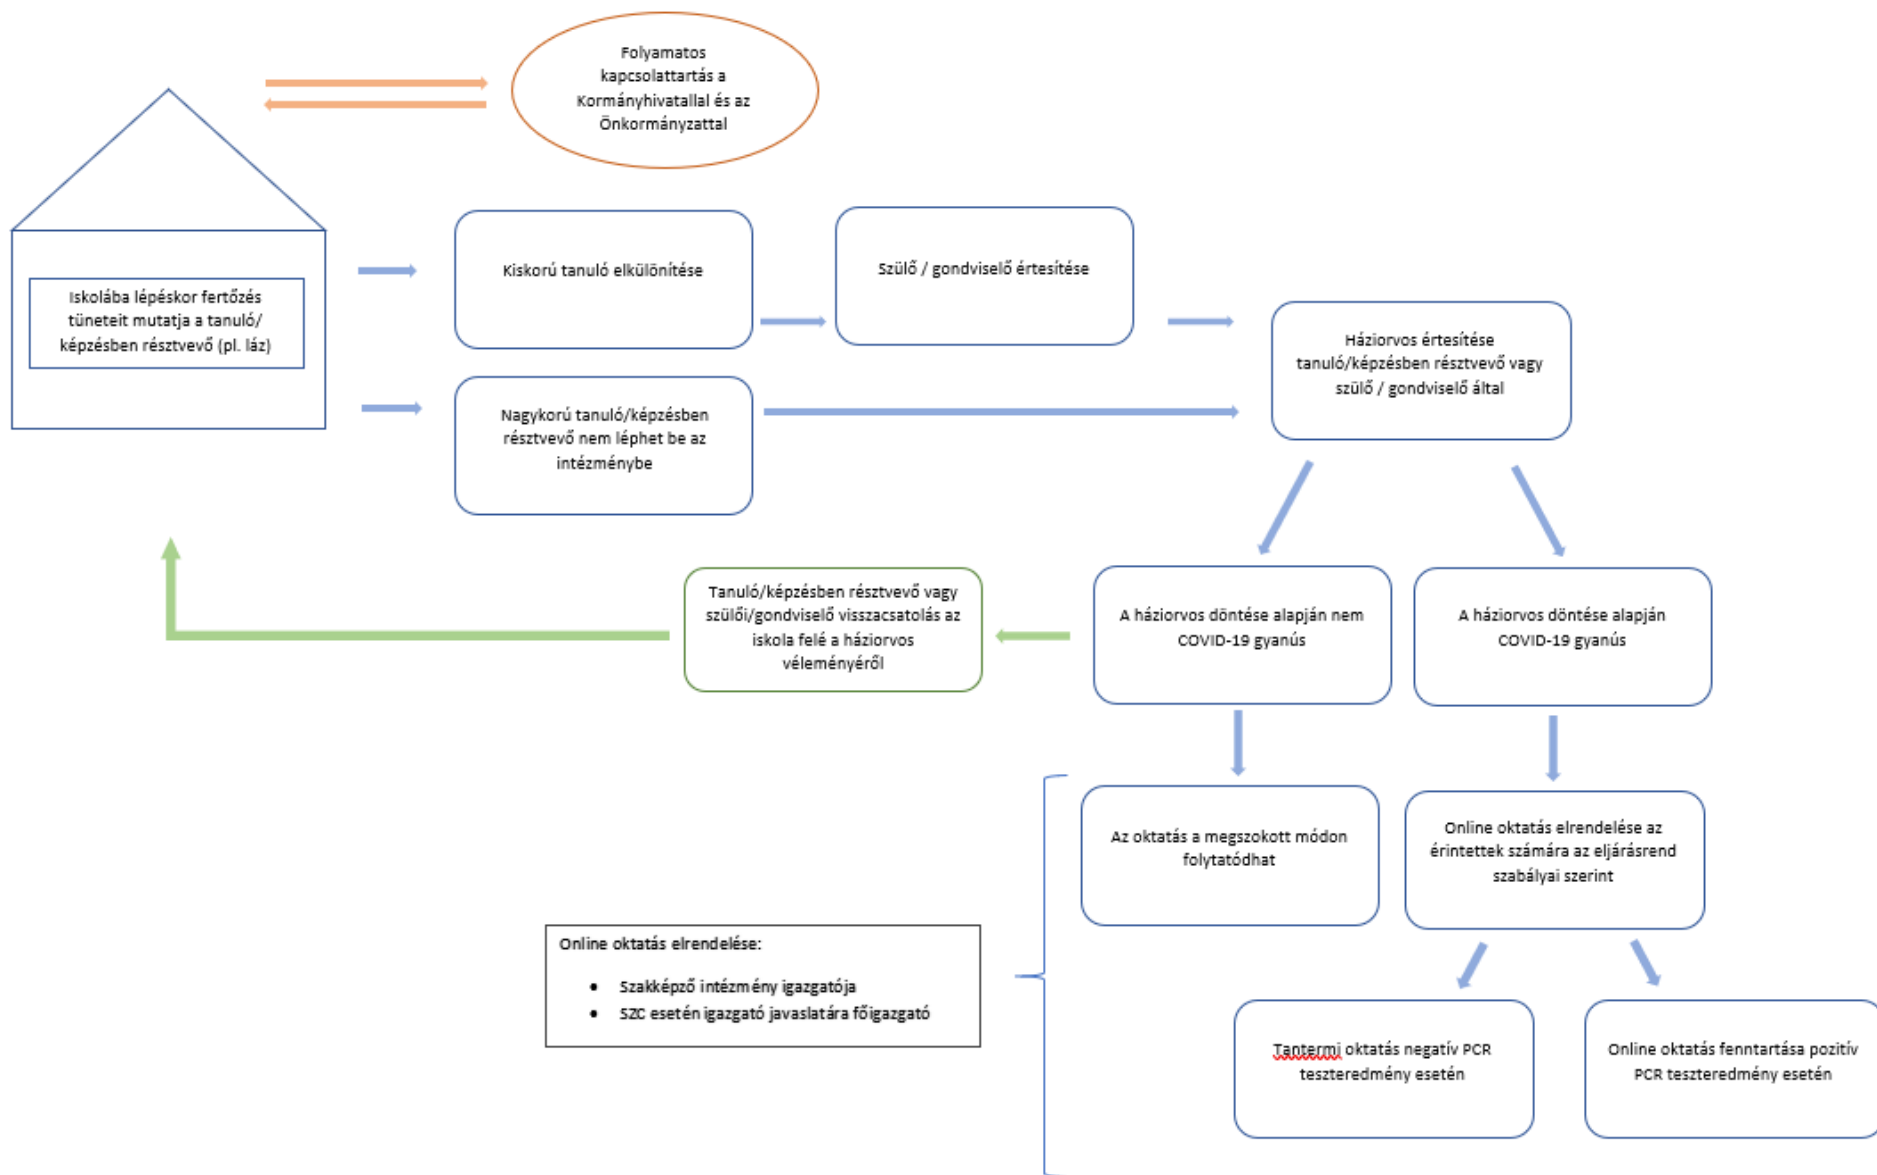 Folyamatos
kapcsolattartás a
Kormányhivatallal és az
Önkormányzattal
Iskolába lépéskor fertőzés
tüneteit mutatja a tanuló/
képzésben résztvevő (pl. láz)
Kiskorú tanuló elkülönítése
Szülő / gondviselő értesítése
Nagykorú tanuló/képzésben
résztvevő nem léphet be az
intézménybe
Háziorvos értesítése
tanuló/képzésben résztvevő vagy
szülő / gondviselő által
Tanuló/képzésben résztvevő vagy
szülői/gondviselő visszacsatolás az
iskola felé a háziorvos
véleményéről
A háziorvos döntése alapján nem
COVID-19 gyanús
A háziorvos döntése alapján
COVID-19 gyanús
Az oktatás a megszokott módon
folytatódhat
Online oktatás elrendelése az
érintettek számára az eljárásrend
szabályai szerint
Online oktatás elrendelése:
• Szakképző intézmény igazgatója
• SZC esetén igazgató javaslatára főigazgató
Tantermi oktatás negatív PCR
teszteredmény esetén
Online oktatás fenntartása pozitív
PCR teszteredmény esetén